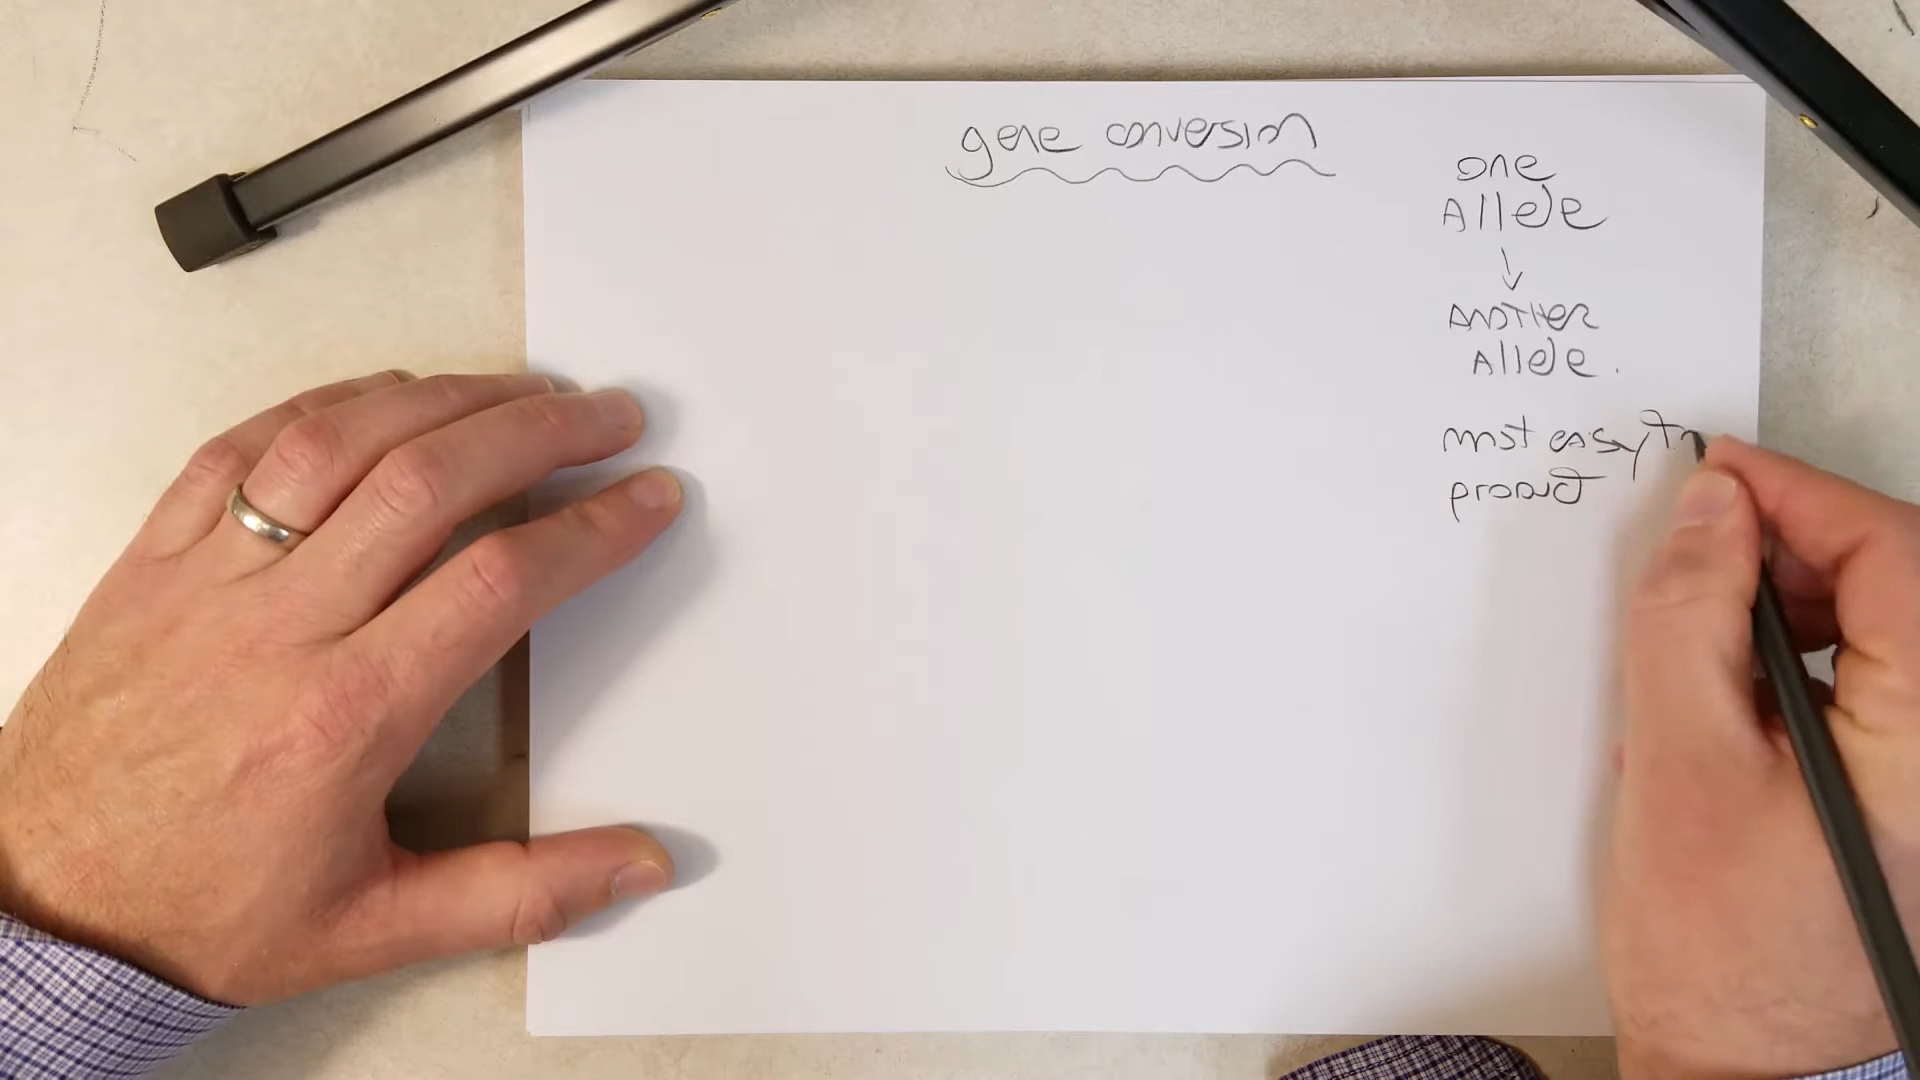 gene conversion
one
Allele
↓
ANOTHER
Allele.
most easy
product